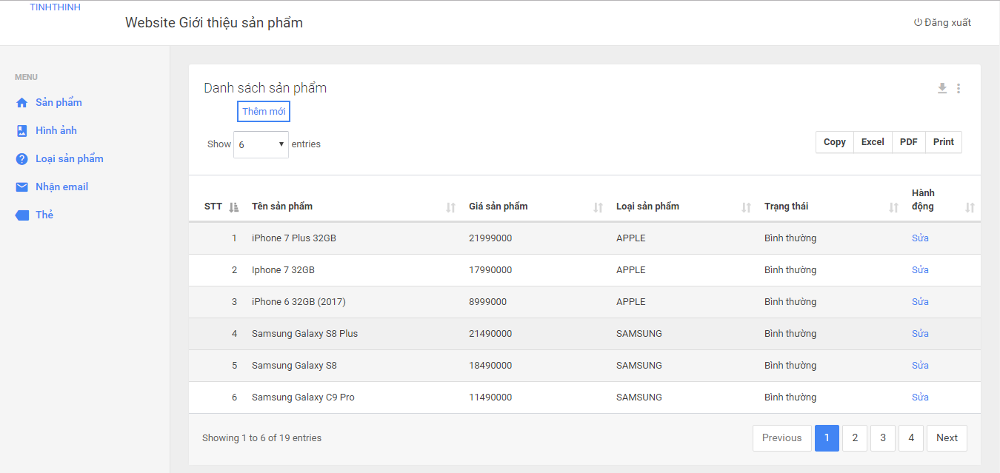 TINHTHINH
Website Giới thiệu sản phẩm
Đăng xuất
MENU
Sản phẩm
Hình ảnh
Loại sản phẩm
Nhận email
Thẻ
Danh sách sản phẩm
Thêm mới
Show 6 entries
Copy Excel PDF Print
STT Tên sản phẩm Giá sản phẩm Loại sản phẩm Trạng thái Hành động
1 iPhone 7 Plus 32GB 21999000 APPLE Bình thường Sửa
2 Iphone 7 32GB 17990000 APPLE Bình thường Sửa
3 iPhone 6 32GB (2017) 8999000 APPLE Bình thường Sửa
4 Samsung Galaxy S8 Plus 21490000 SAMSUNG Bình thường Sửa
5 Samsung Galaxy S8 18490000 SAMSUNG Bình thường Sửa
6 Samsung Galaxy C9 Pro 11490000 SAMSUNG Bình thường Sửa
Showing 1 to 6 of 19 entries
Previous 1 2 3 4 Next